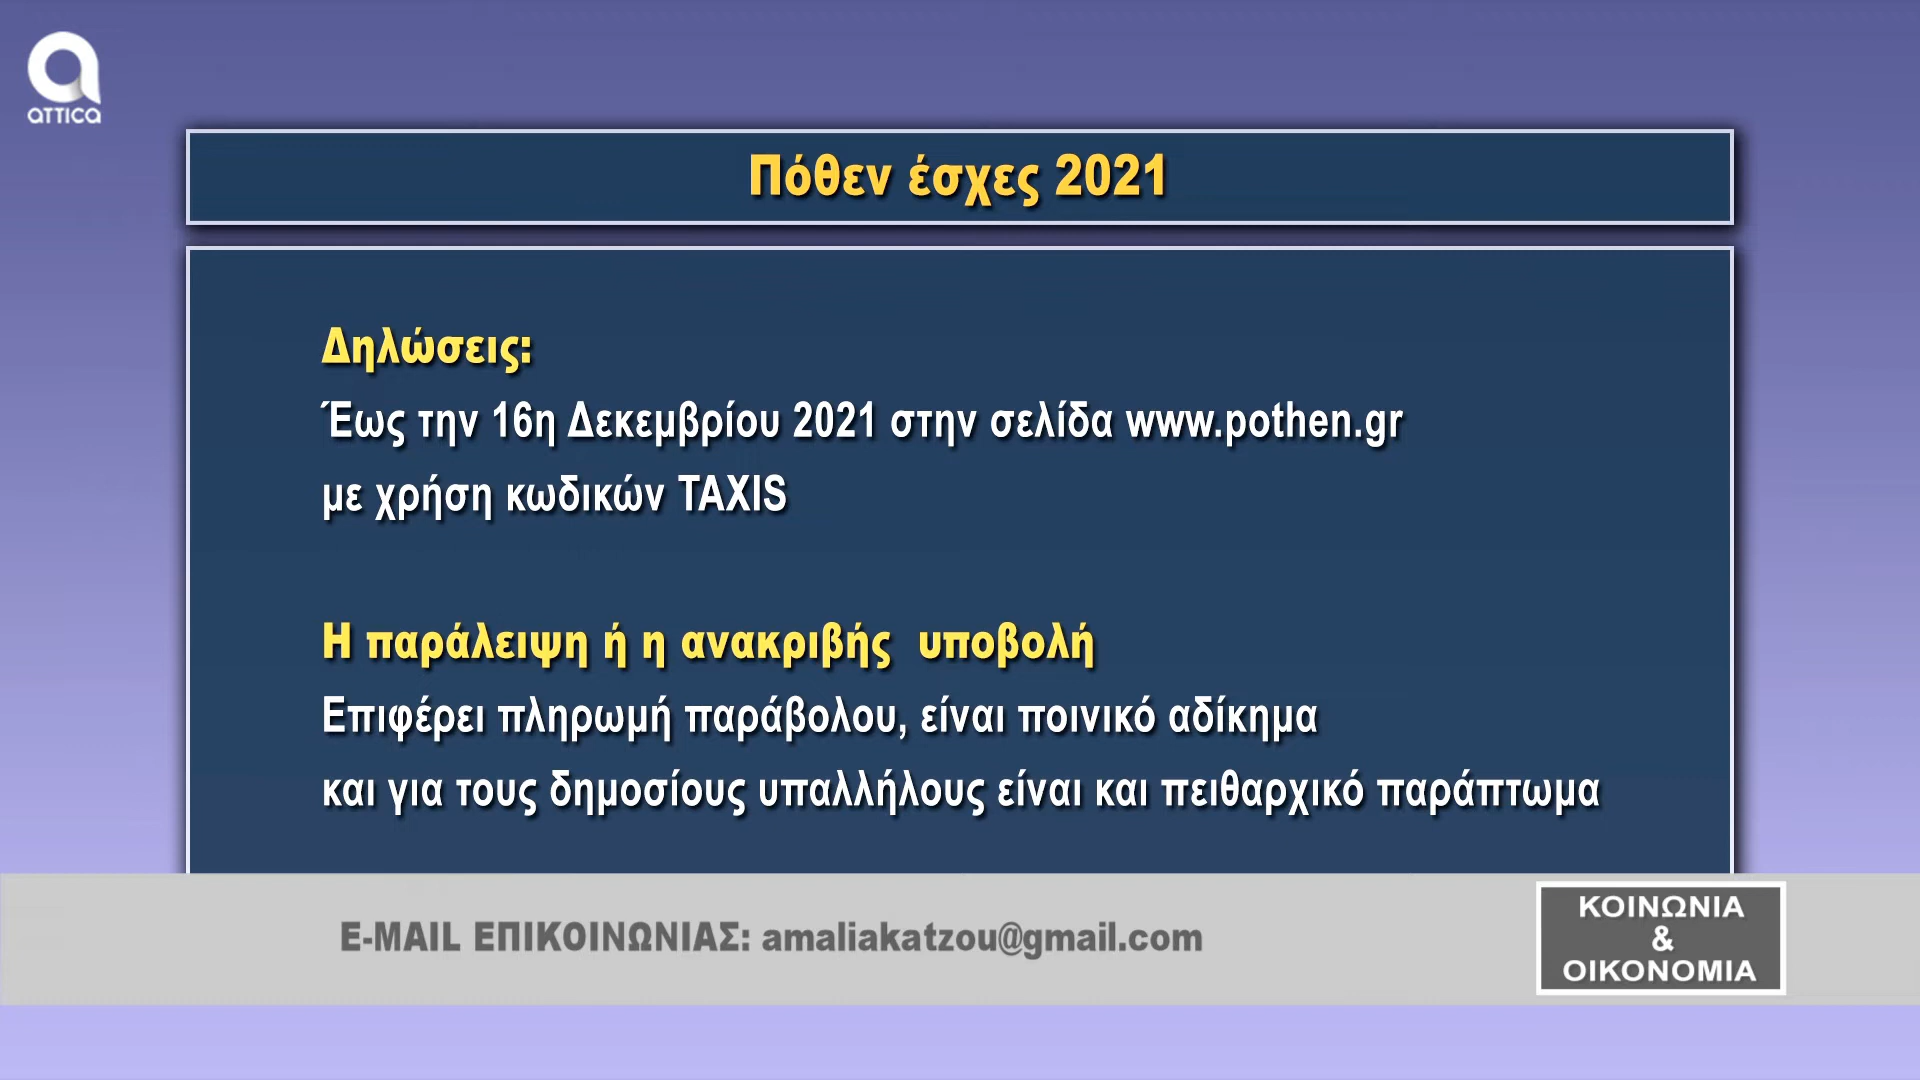 αττιca
Πόθεν έσχες 2021
Δηλώσεις:
Έως την 16η Δεκεμβρίου 2021 στην σελίδα www.pothen.gr
με χρήση κωδικών TAXIS
Η παράλειψη ή η ανακριβής υποβολή
Επιφέρει πληρωμή παράβολου, είναι ποινικό αδίκημα
και για τους δημοσίους υπαλλήλους είναι και πειθαρχικό παράπτωμα
E-MAIL ΕΠΙΚΟΙΝΩΝΙΑΣ: amaliakatzou@gmail.com
ΚΟΙΝΩΝΙΑ
&
ΟΙΚΟΝΟΜΙΑ